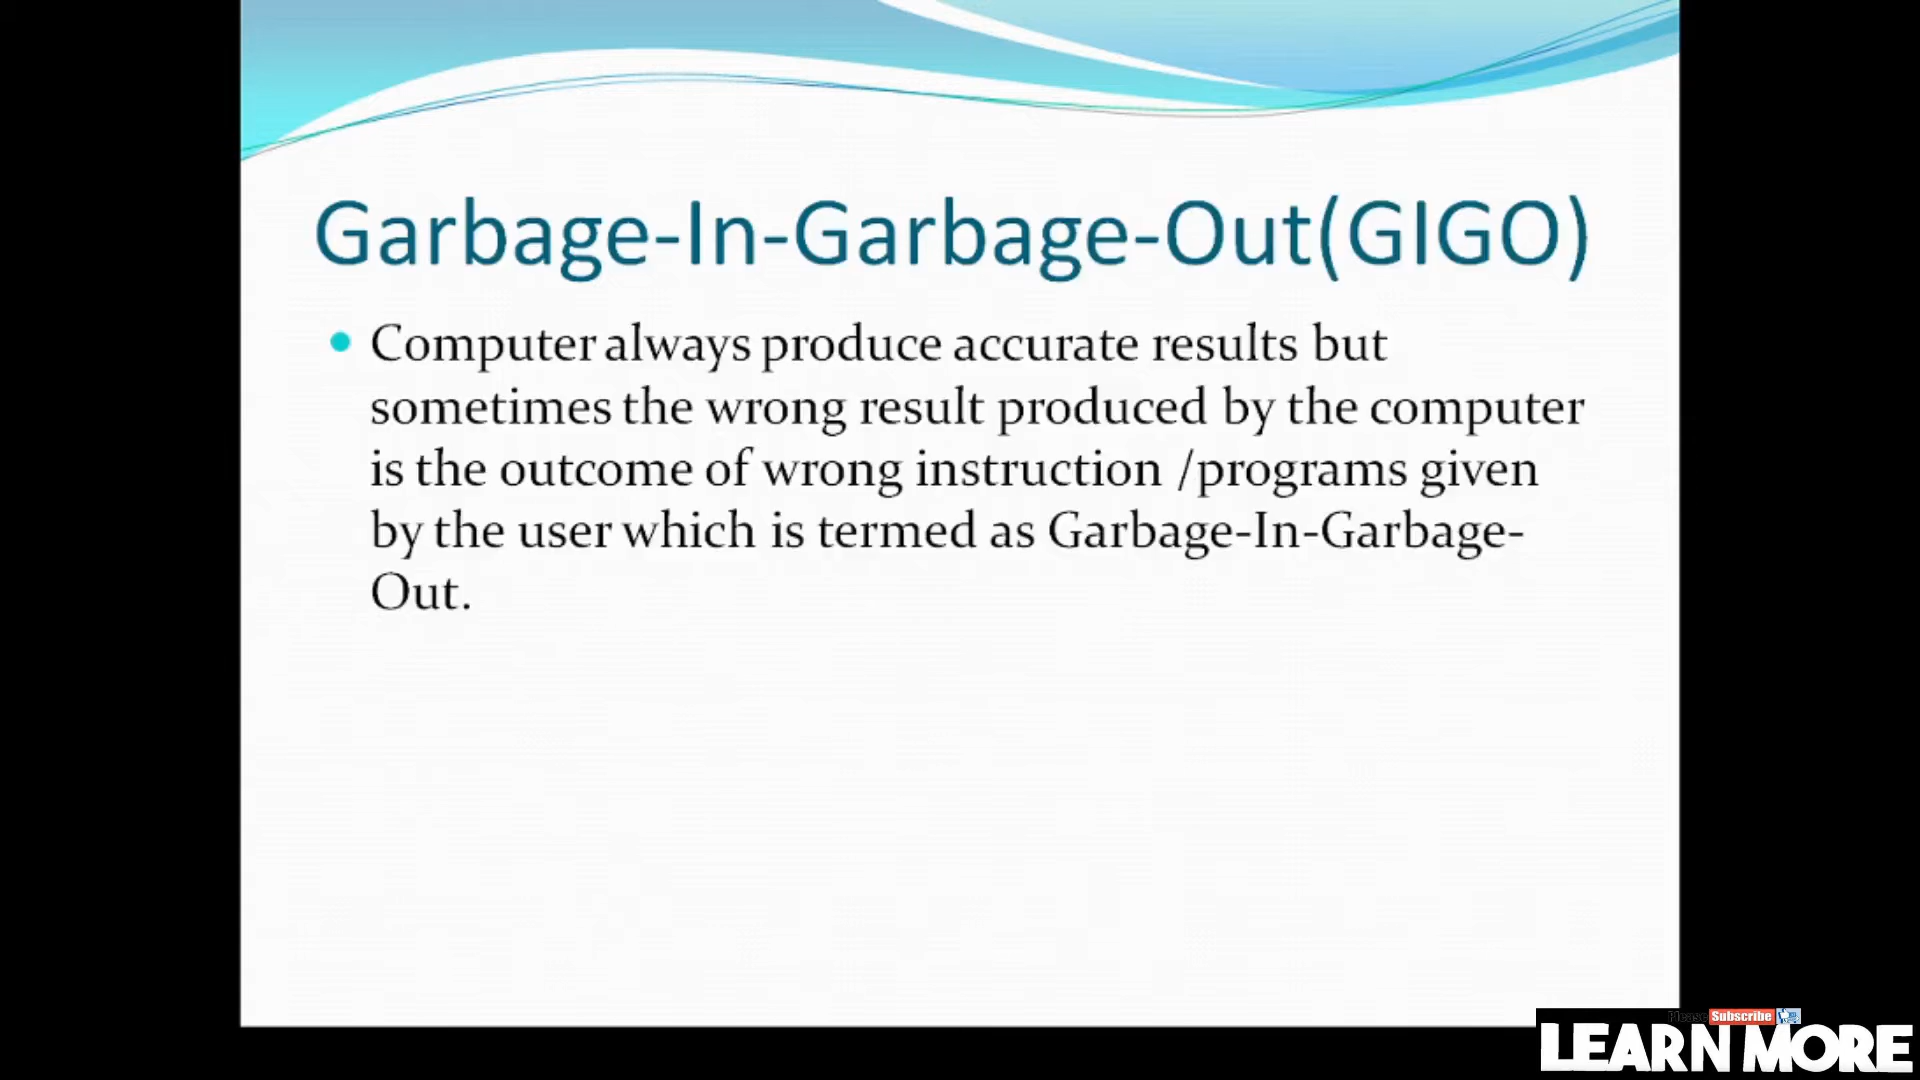 Garbage-In-Garbage-Out(GIGO)
Computer always produce accurate results but
sometimes the wrong result produced by the computer
is the outcome of wrong instruction /programs given
by the user which is termed as Garbage-In-Garbage-
Out.
Please Subscribe
LEARN MORE